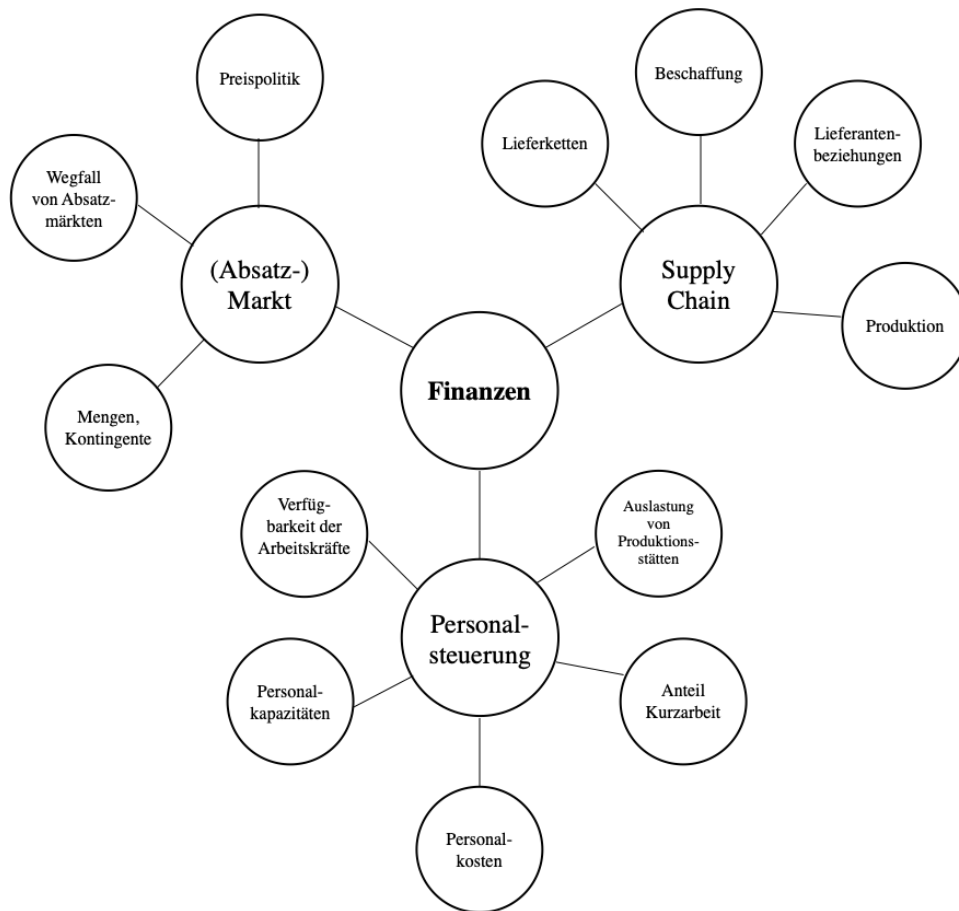 Preispolitik
Wegfall
von Absatz-
märkten
(Absatz-)
Markt
Mengen,
Kontingente
Beschaffung
Lieferketten
Lieferanten-
beziehungen
Supply
Chain
Produktion
Finanzen
Verfüg-
barkeit der
Arbeitskräfte
Auslastung
von
Produktions-
stätten
Personal-
steuerung
Personal-
kapazitäten
Anteil
Kurzarbeit
Personal-
kosten